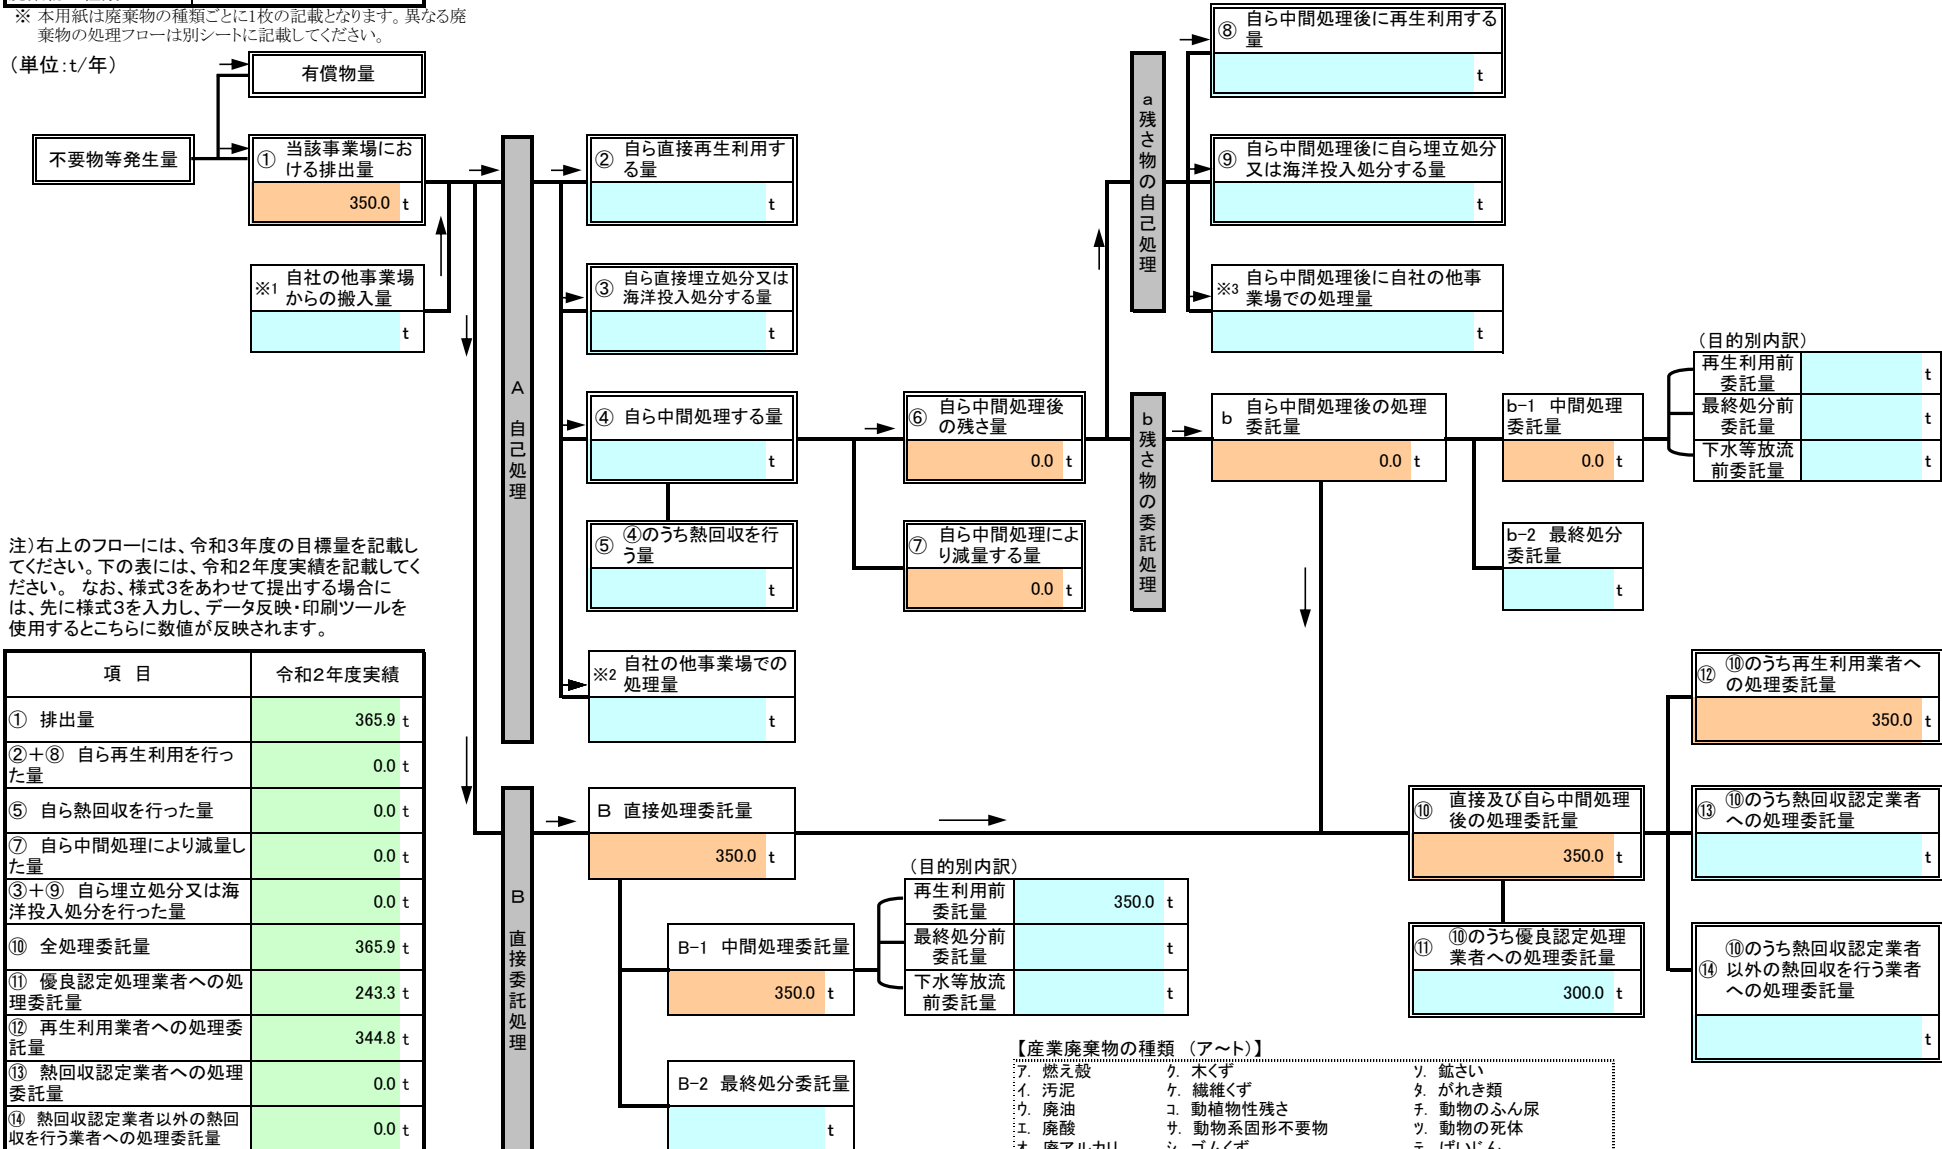 ※ 本用紙は廃棄物の種類ごとに1枚の記載となります。異なる廃
棄物の処理フローは別シートに記載してください。
（単位：t/年）
有償物量
不要物等発生量
① 当該事業場にお
ける排出量
350.0 t
※1 自社の他事業場
からの搬入量
t
A 自己処理
② 自ら直接再生利用す
る量
t
③ 自ら直接埋立処分又は
海洋投入処分する量
t
④ 自ら中間処理する量
t
⑤ ④のうち熱回収を行
う量
t
※2 自社の他事業場での
処理量
t
⑥ 自ら中間処理後
の残さ量
0.0 t
⑦ 自ら中間処理によ
り減量する量
0.0 t
a 残さ物の自己処理
⑧ 自ら中間処理後に再生利用する
量
t
⑨ 自ら中間処理後に自ら埋立処分
又は海洋投入処分する量
t
※3 自ら中間処理後に自社の他事
業場での処理量
t
b 残さ物の委託処理
b 自ら中間処理後の処理
委託量
0.0 t
b-1 中間処理
委託量
0.0 t
b-2 最終処分
委託量
t
（目的別内訳）
再生利用前
委託量
t
最終処分前
委託量
t
下水等放流
前委託量
t
注）右上のフローには、令和３年度の目標量を記載し
てください。下の表には、令和２年度実績を記載してく
ださい。 なお、様式３をあわせて提出する場合に
は、先に様式３を入力し、データ反映・印刷ツールを
使用するとこちらに数値が反映されます。
項 目 令和２年度実績
① 排出量 365.9 t
②＋⑧ 自ら再生利用を行っ
た量 0.0 t
⑤ 自ら熱回収を行った量 0.0 t
⑦ 自ら中間処理により減量し
た量 0.0 t
③＋⑨ 自ら埋立処分又は海
洋投入処分を行った量 0.0 t
⑩ 全処理委託量 365.9 t
⑪ 優良認定処理業者への処
理委託量 243.3 t
⑫ 再生利用業者への処理委
託量 344.8 t
⑬ 熱回収認定業者への処理
委託量 0.0 t
⑭ 熱回収認定業者以外の熱回
収を行う業者への処理委託量 0.0 t
B 直接委託処理
B 直接処理委託量
350.0 t
B-1 中間処理委託量
350.0 t
B-2 最終処分委託量
t
（目的別内訳）
再生利用前
委託量
350.0 t
最終処分前
委託量
t
下水等放流
前委託量
t
⑩ 直接及び自ら中間処理
後の処理委託量
350.0 t
⑪ ⑩のうち優良認定処理
業者への処理委託量
300.0 t
⑫ ⑩のうち再生利用業者へ
の処理委託量
350.0 t
⑬ ⑩のうち熱回収認定業者
への処理委託量
t
⑭ ⑩のうち熱回収認定業者
以外の熱回収を行う業者
への処理委託量
t
【産業廃棄物の種類 （ア～ト）】
ア. 燃え殻 ク. 木くず ソ. 鉱さい
イ. 汚泥 ケ. 繊維くず タ. がれき類
ウ. 廃油 コ. 動植物性残さ チ. 動物のふん尿
エ. 廃酸 サ. 動物系固形不要物 ツ. 動物の死体
オ. 廃アルカリ シ. ゴムくず テ. ばいじん